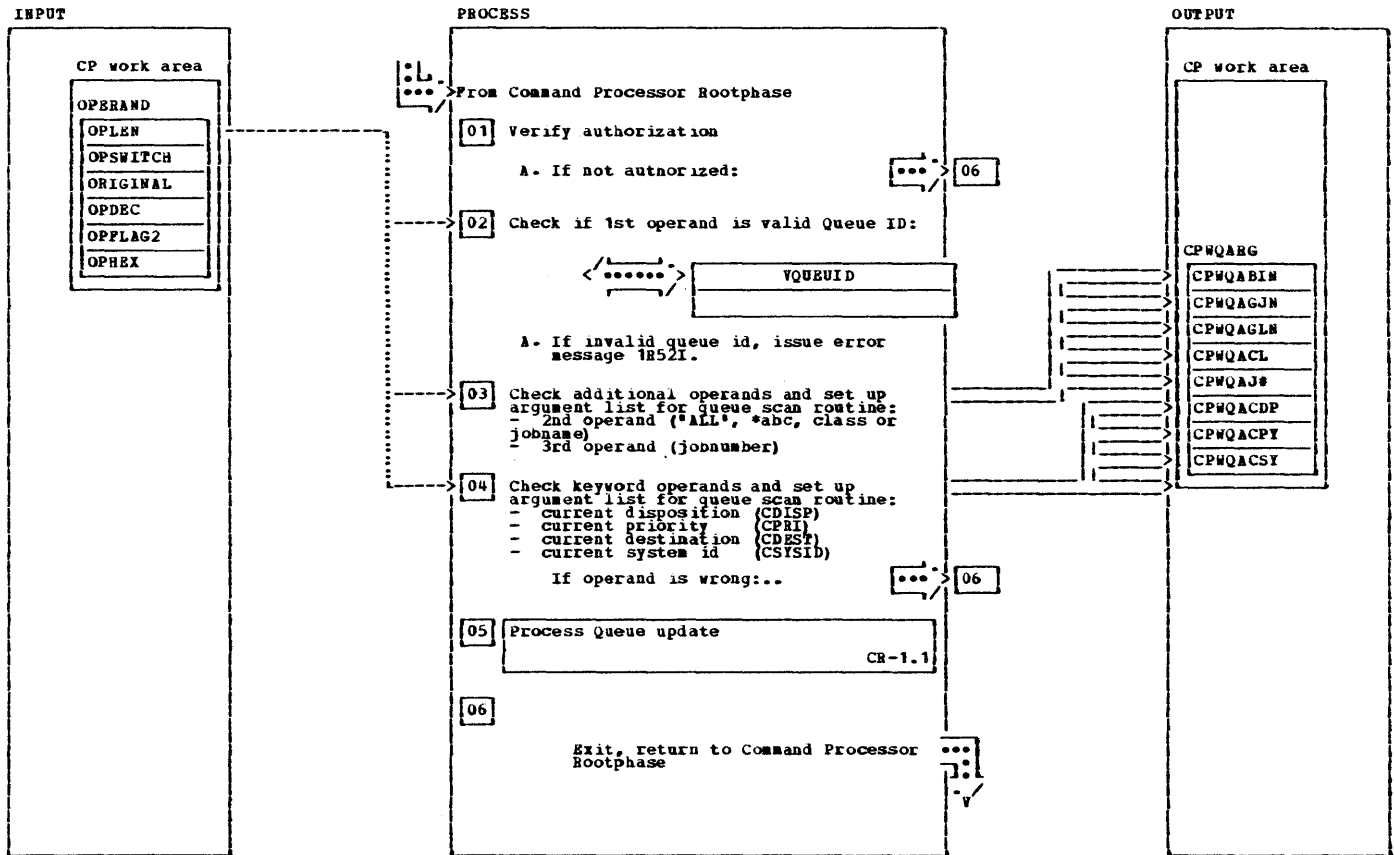 INPUT
PROCESS
OUTPUT
CP work area
OPERAND
OPLEN
OPSWITCH
ORIGINAL
OPDEC
OPFLAG2
OPHEX
From Command Processor Rootphase
01 Verify authorization
A. If not authorized:
06
02 Check if 1st operand is valid Queue ID:
VQUEUID
A. If invalid queue id, issue error
message 1R52I.
03 Check additional operands and set up
argument list for queue scan routine:
- 2nd operand ("ALL", *abc, class or
jobname)
- 3rd operand (jobnumber)
04 Check keyword operands and set up
argument list for queue scan routine:
- current disposition (CDISP)
- current priority (CPRI)
- current destination (CDEST)
- current system id (CSYSID)
If operand is wrong:..
06
05 Process Queue update
CR-1.1
06
Exit, return to Command Processor
Rootphase
CP work area
CPWQARG
CPWQABIN
CPWQAGJN
CPWQAGLN
CPWQACL
CPWQAJ#
CPWQACDP
CPWQACPY
CPWQACSY